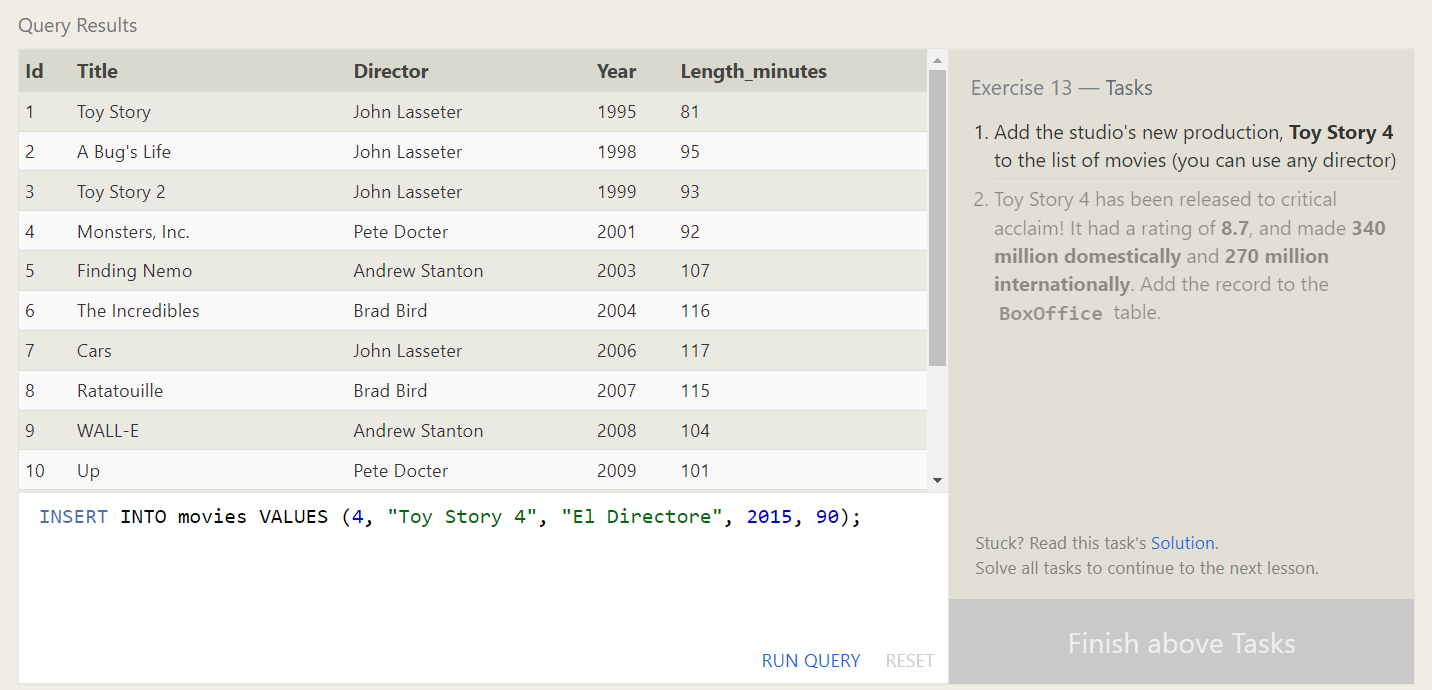 Query Results
Id Title Director Year Length_minutes
1 Toy Story John Lasseter 1995 81
2 A Bug's Life John Lasseter 1998 95
3 Toy Story 2 John Lasseter 1999 93
4 Monsters, Inc. Pete Docter 2001 92
5 Finding Nemo Andrew Stanton 2003 107
6 The Incredibles Brad Bird 2004 116
7 Cars John Lasseter 2006 117
8 Ratatouille Brad Bird 2007 115
9 WALL-E Andrew Stanton 2008 104
10 Up Pete Docter 2009 101
INSERT INTO movies VALUES (4, "Toy Story 4", "El Directore", 2015, 90);
RUN QUERY RESET
Exercise 13 — Tasks
1. Add the studio's new production, Toy Story 4
to the list of movies (you can use any director)
2. Toy Story 4 has been released to critical
acclaim! It had a rating of 8.7, and made 340
million domestically and 270 million
internationally. Add the record to the
BoxOffice table.
Stuck? Read this task's Solution.
Solve all tasks to continue to the next lesson.
Finish above Tasks